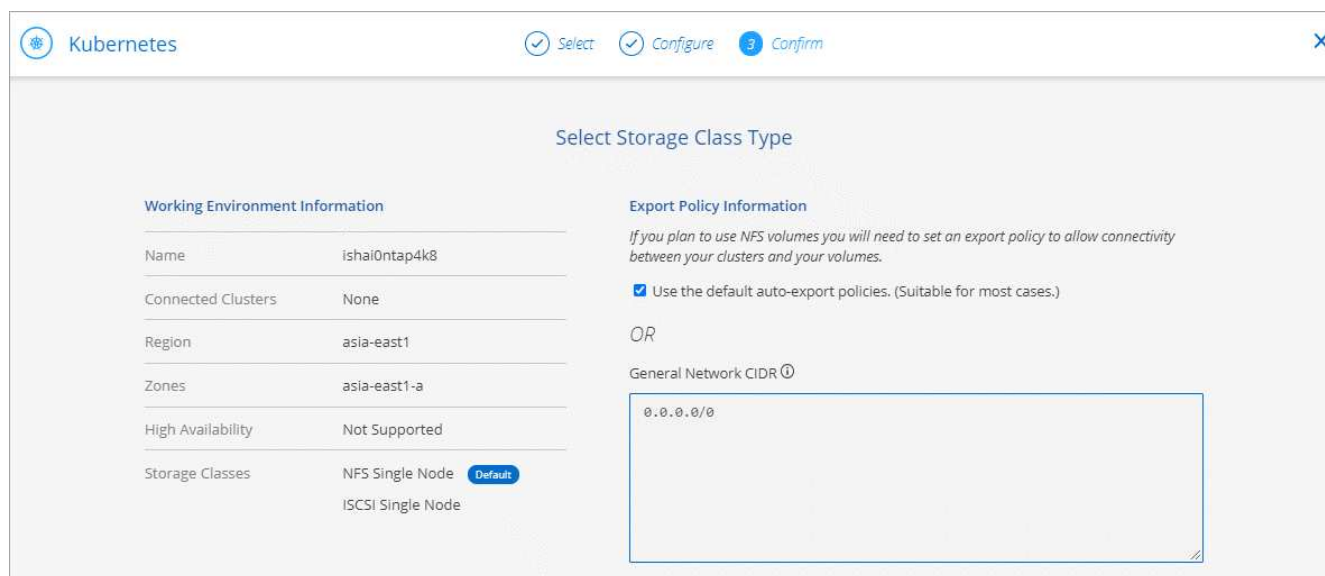 Kubernetes
Select
Configure
3 Confirm
Select Storage Class Type
Working Environment Information
Name ishai0ntap4k8
Connected Clusters None
Region asia-east1
Zones asia-east1-a
High Availability Not Supported
Storage Classes NFS Single Node Default
ISCSI Single Node
Export Policy Information
If you plan to use NFS volumes you will need to set an export policy to allow connectivity
between your clusters and your volumes.
Use the default auto-export policies. (Suitable for most cases.)
OR
General Network CIDR
0.0.0.0/0